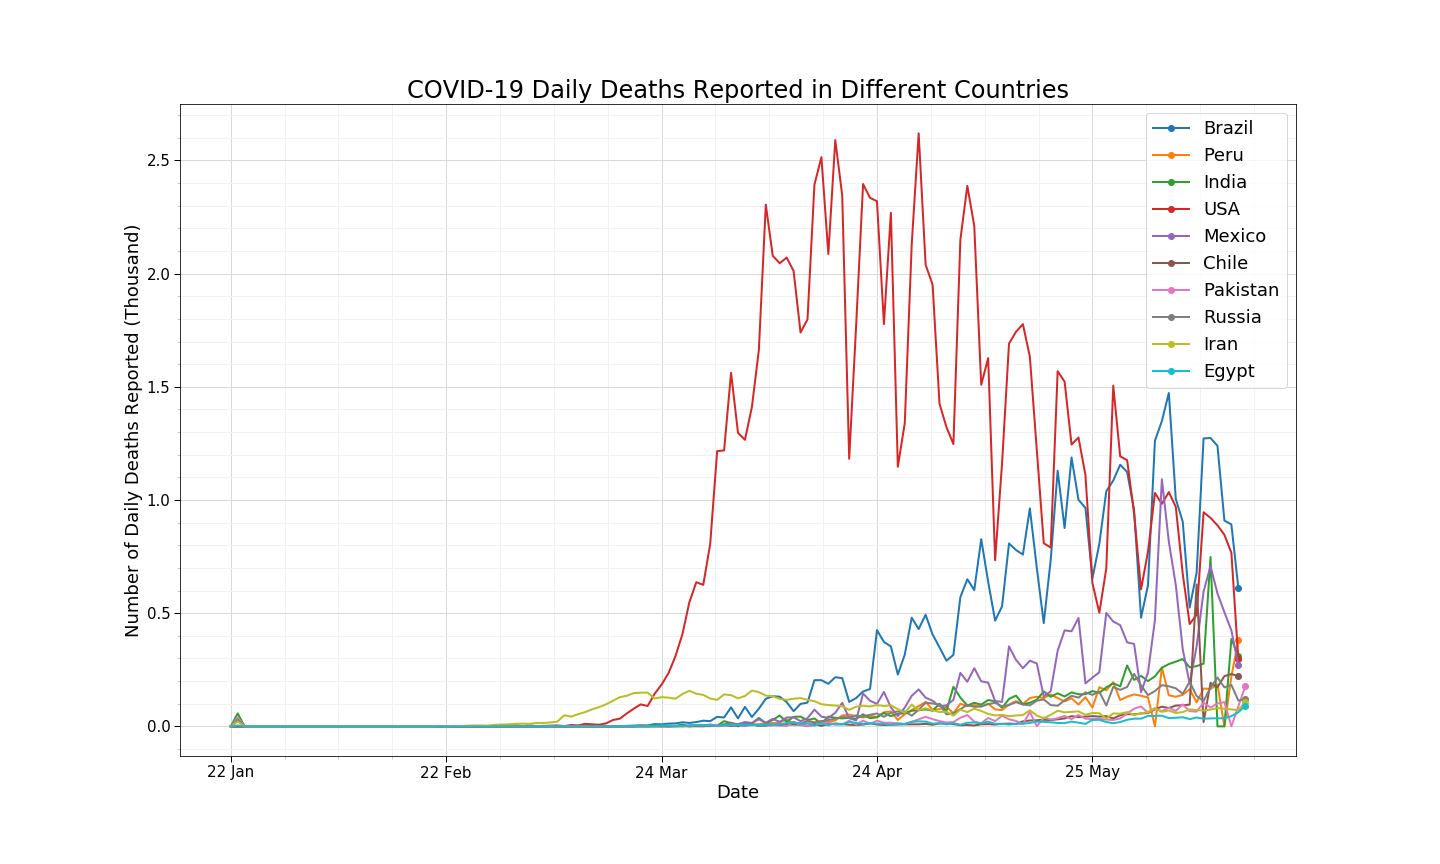 COVID-19 Daily Deaths Reported in Different Countries
Number of Daily Deaths Reported (Thousand)
2.5
2.0
1.5
1.0
0.5
0.0
Brazil
Peru
India
USA
Mexico
Chile
Pakistan
Russia
Iran
Egypt
22 Jan
22 Feb
24 Mar
24 Apr
25 May
Date